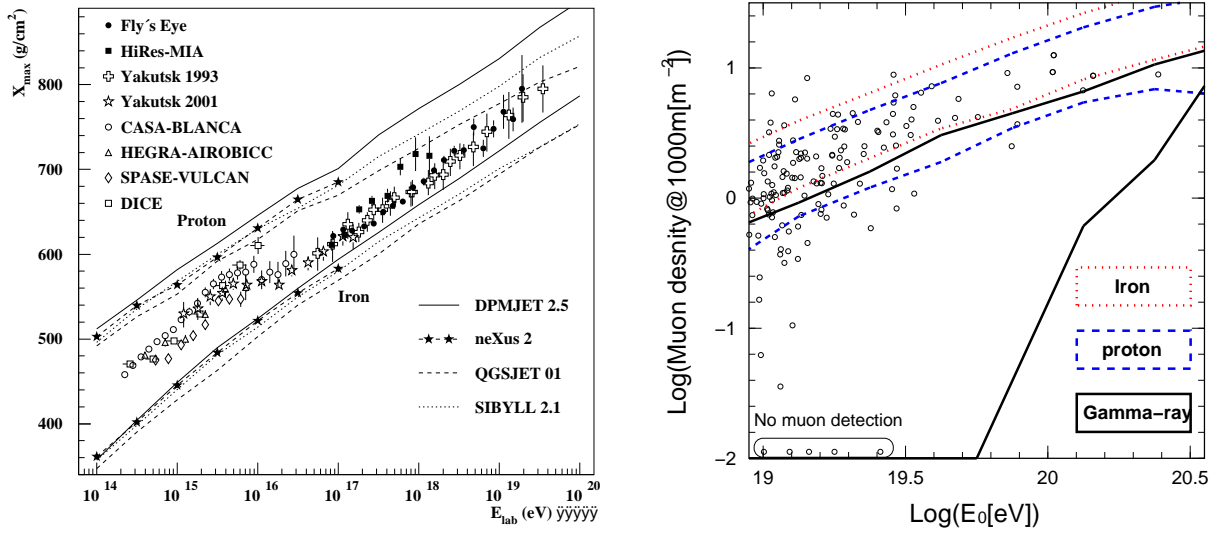 X_max (g/cm²)
800
700
600
500
400
Fly´s Eye
HiRes-MIA
Yakutsk 1993
Yakutsk 2001
CASA-BLANCA
HEGRA-AIROBICC
SPASE-VULCAN
DICE
Proton
Iron
DPMJET 2.5
neXus 2
QGSJET 01
SIBYLL 2.1
10^14 10^15 10^16 10^17 10^18 10^19 10^20
E_lab (eV) ÿÿÿÿÿ
Log(Muon desnity@1000m[m^−2])
1
0
−1
−2
Iron
proton
Gamma−ray
No muon detection
19 19.5 20 20.5
Log(E_0[eV])